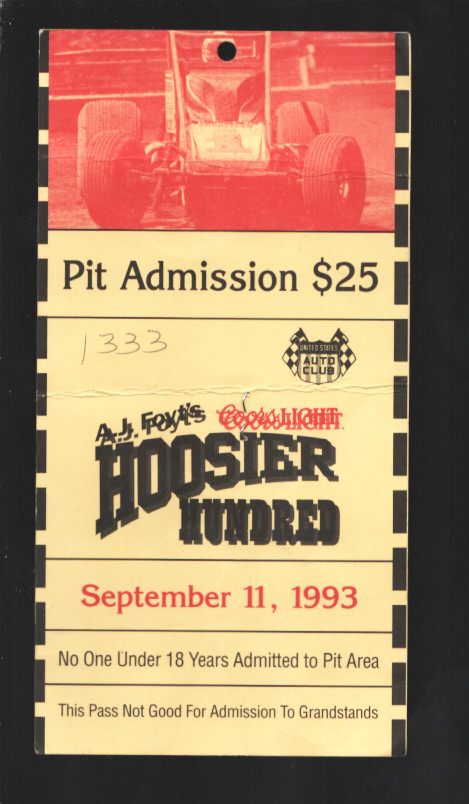 Pit Admission $25
1333
UNITED STATES
AUTO
CLUB
A.J. Foyt's Coors LIGHT
HOOSIER
HUNDRED
September 11, 1993
No One Under 18 Years Admitted to Pit Area
This Pass Not Good For Admission To Grandstands